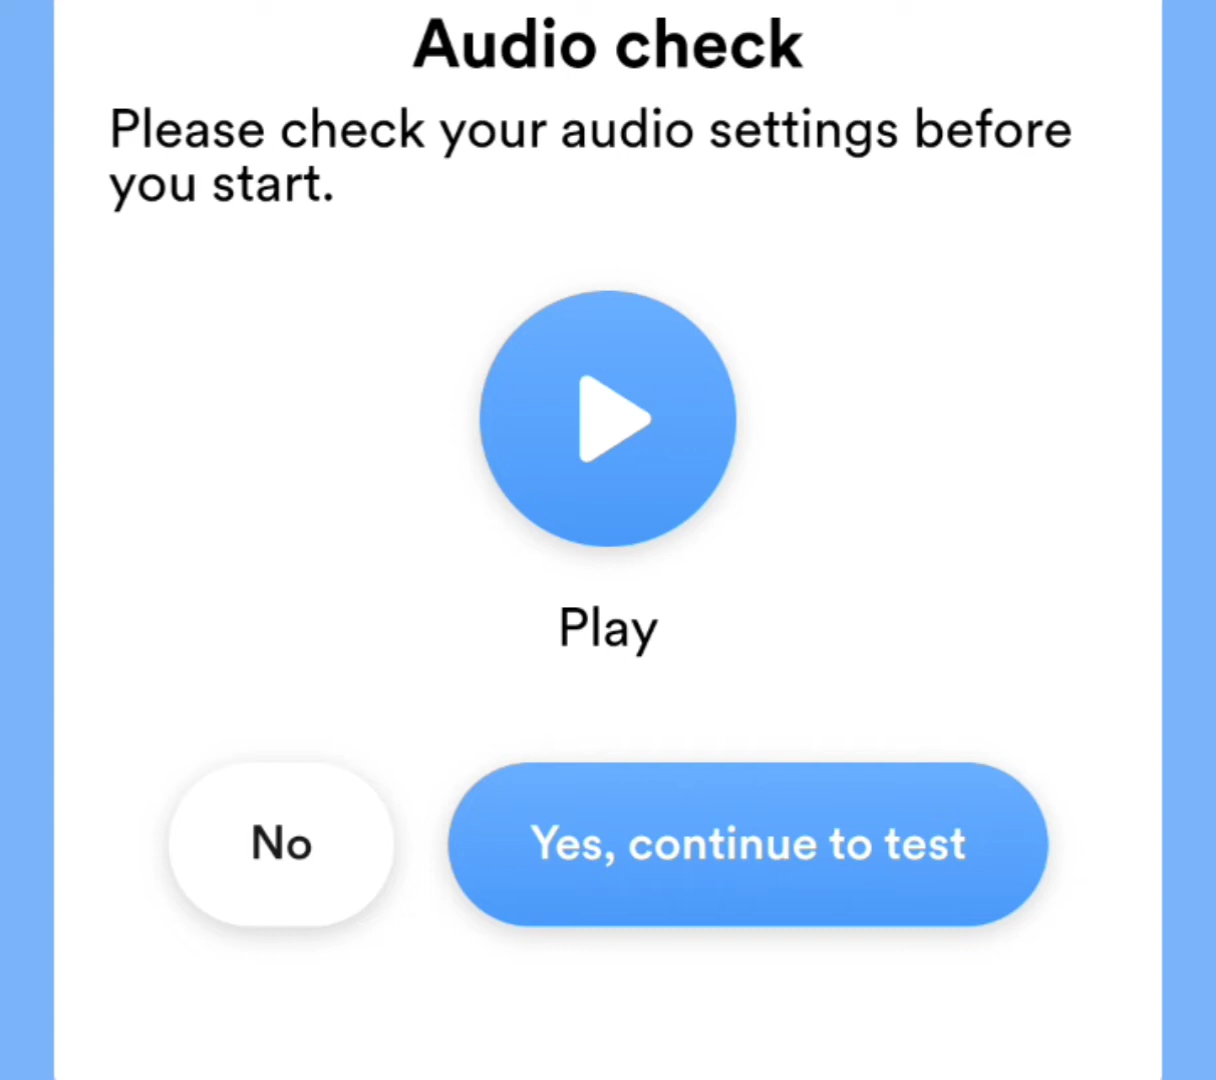 Audio check
Please check your audio settings before
you start.
Play
No
Yes, continue to test